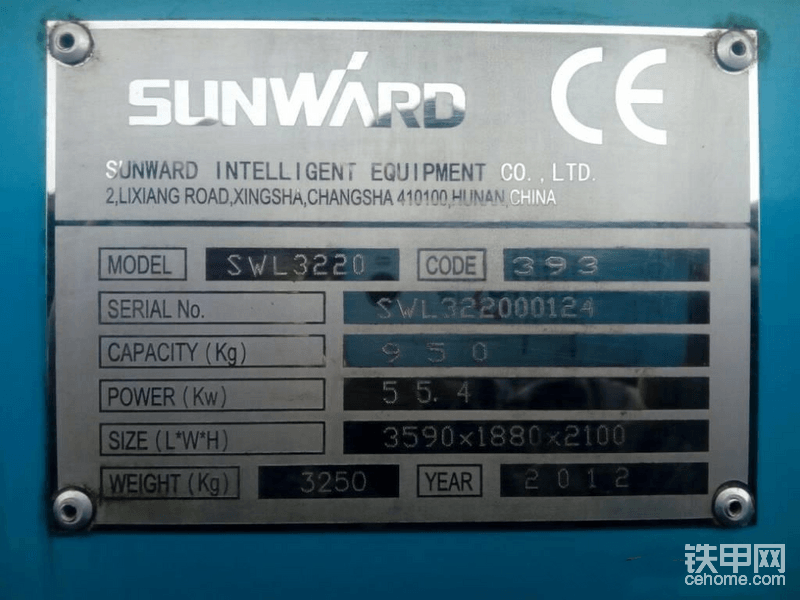 SUNWARD CE
SUNWARD INTELLIGENT EQUIPMENT CO.,LTD.
2,LIXIANG ROAD,XINGSHA,CHANGSHA 410100,HUNAN,CHINA
MODEL SWL3220 CODE 393
SERIAL No. SWL322000124
CAPACITY (Kg) 950
POWER (Kw) 55.4
SIZE (L*W*H) 3590×1880×2100
WEIGHT (Kg) 3250 YEAR 2012
铁甲网
cehome.com